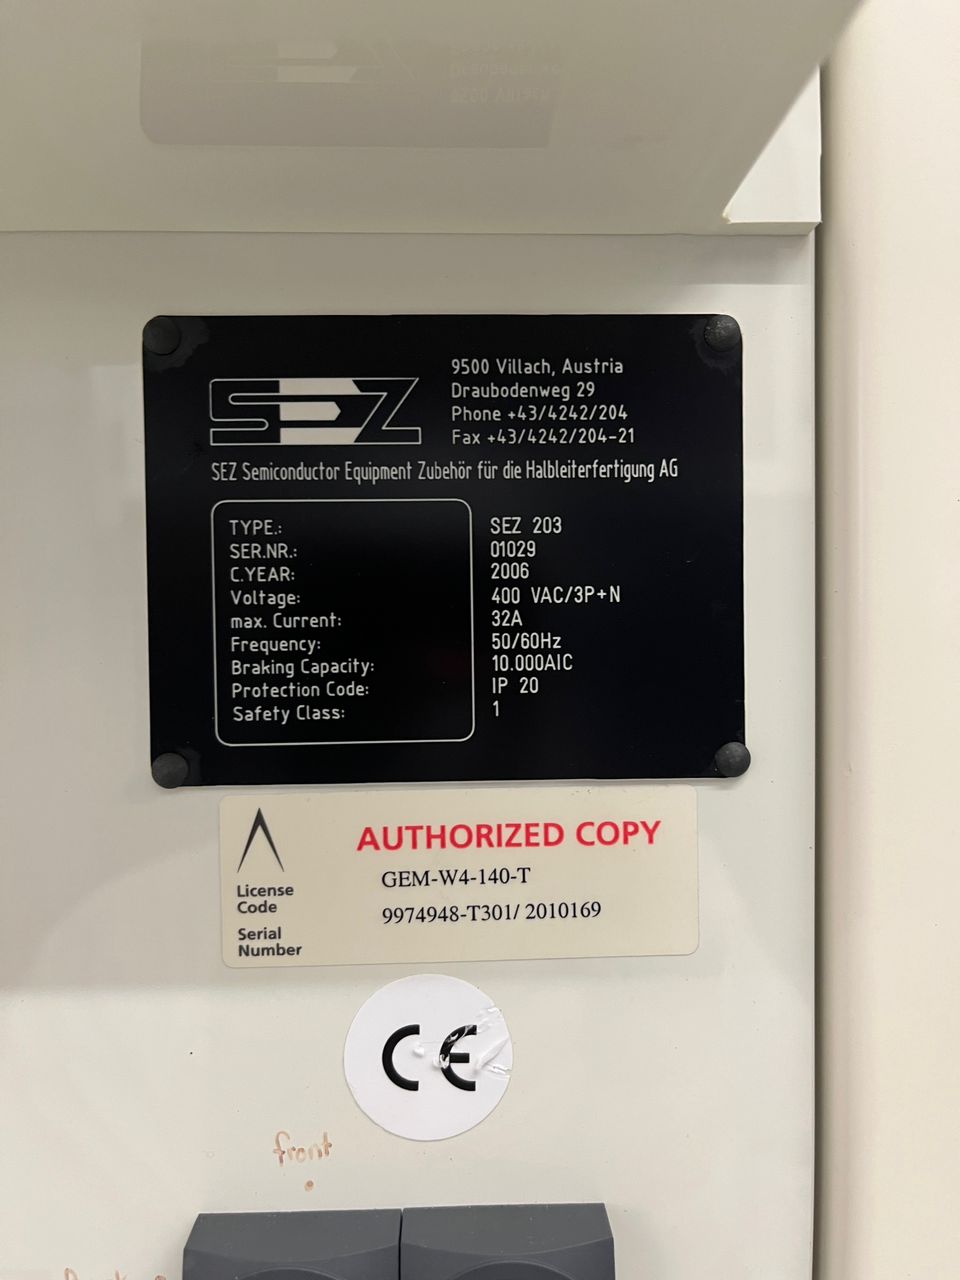 SEZ
9500 Villach, Austria
Draubodenweg 29
Phone +43/4242/204
Fax +43/4242/204-21
SEZ Semiconductor Equipment Zubehör für die Halbleiterfertigung AG
TYPE.: SEZ 203
SER.NR.: 01029
C.YEAR: 2006
Voltage: 400 VAC/3P+N
max. Current: 32A
Frequency: 50/60Hz
Braking Capacity: 10.000AIC
Protection Code: IP 20
Safety Class: 1
AUTHORIZED COPY
License
Code
GEM-W4-140-T
Serial
Number
9974948-T301/ 2010169
CE
front